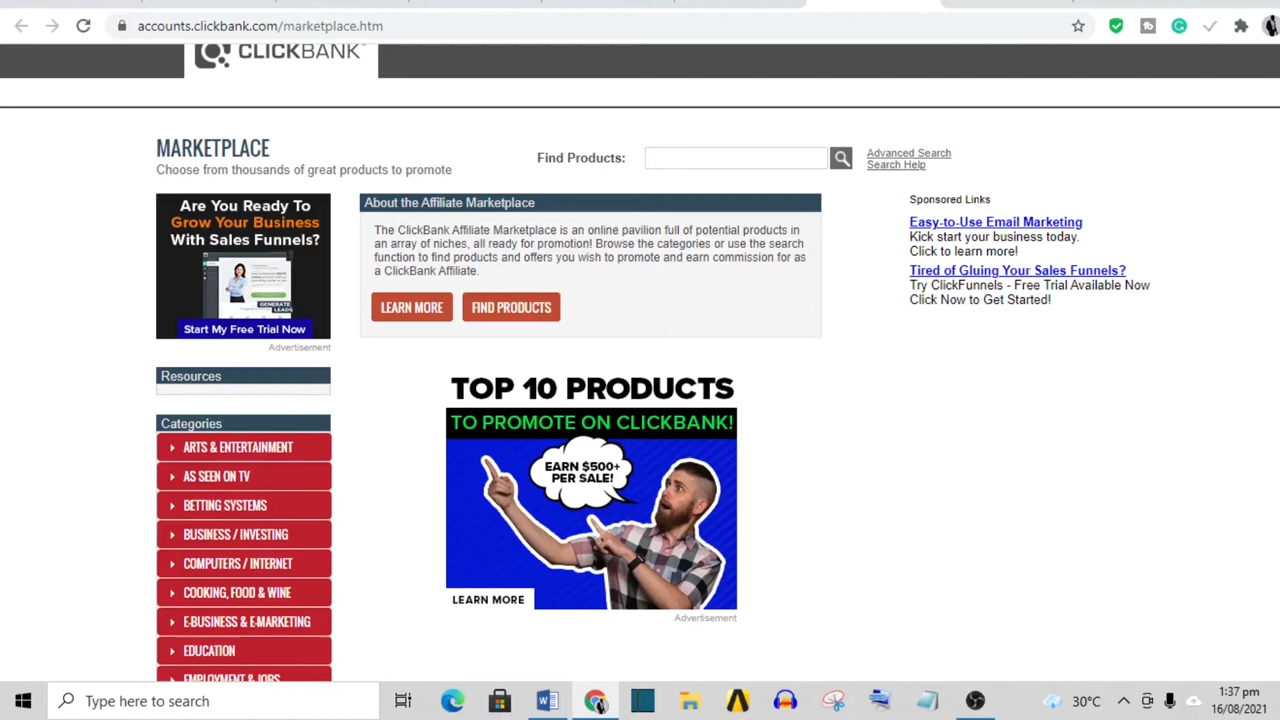 accounts.clickbank.com/marketplace.htm
CLICKBANK
MARKETPLACE
Choose from thousands of great products to promote
Find Products:
Advanced Search
Search Help
Are You Ready To
Grow Your Business
With Sales Funnels?
GENERATE
LEADS
Start My Free Trial Now
Advertisement
About the Affiliate Marketplace
The ClickBank Affiliate Marketplace is an online pavilion full of potential products in
an array of niches, all ready for promotion! Browse the categories or use the search
function to find products and offers you wish to promote and earn commission for as
a ClickBank Affiliate.
LEARN MORE
FIND PRODUCTS
Sponsored Links
Easy-to-Use Email Marketing
Kick start your business today.
Click to learn more!
Tired of Gluing Your Sales Funnels?
Try ClickFunnels - Free Trial Available Now
Click Now to Get Started!
Resources
Categories
ARTS & ENTERTAINMENT
AS SEEN ON TV
BETTING SYSTEMS
BUSINESS / INVESTING
COMPUTERS / INTERNET
COOKING, FOOD & WINE
E-BUSINESS & E-MARKETING
EDUCATION
EMPLOYMENT & JOBS
TOP 10 PRODUCTS
TO PROMOTE ON CLICKBANK!
EARN $500+
PER SALE!
LEARN MORE
Advertisement
Type here to search
30°C
1:37 pm
16/08/2021